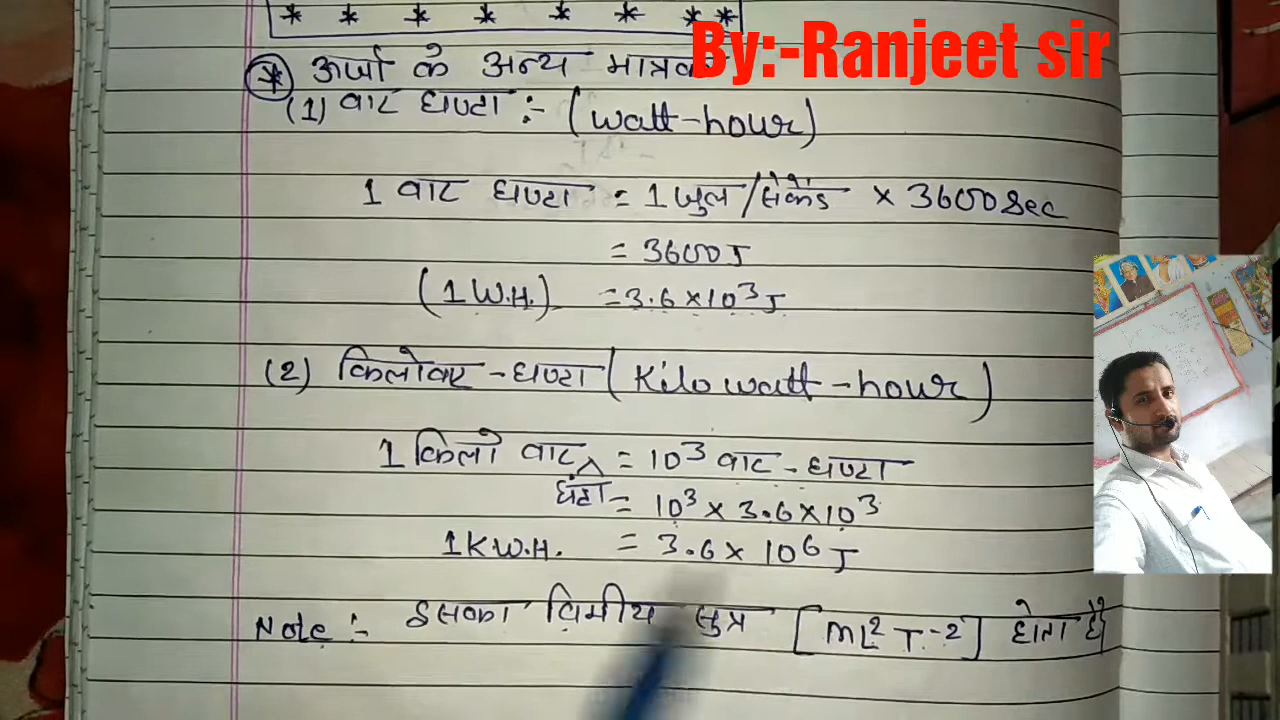 * * * * * * * *
By:-Ranjeet sir
* ऊर्जा के अन्य मात्रक
(1) वाट घण्टा :- (watt-hour)
1 वाट घण्टा = 1 जुल/सेकेंड × 3600 Sec
= 3600 J
(1 W.H.) = 3.6×10³ J
(2) किलोवाट -घण्टा (Kilo watt -hour)
1 किलो वाट घंटा = 10³ वाट - घण्टा
= 10³ × 3.6×10³
1 K W.H. = 3.6 × 10⁶ J
Note :- इसका विमीय सुत्र [ML² T⁻²] होता है